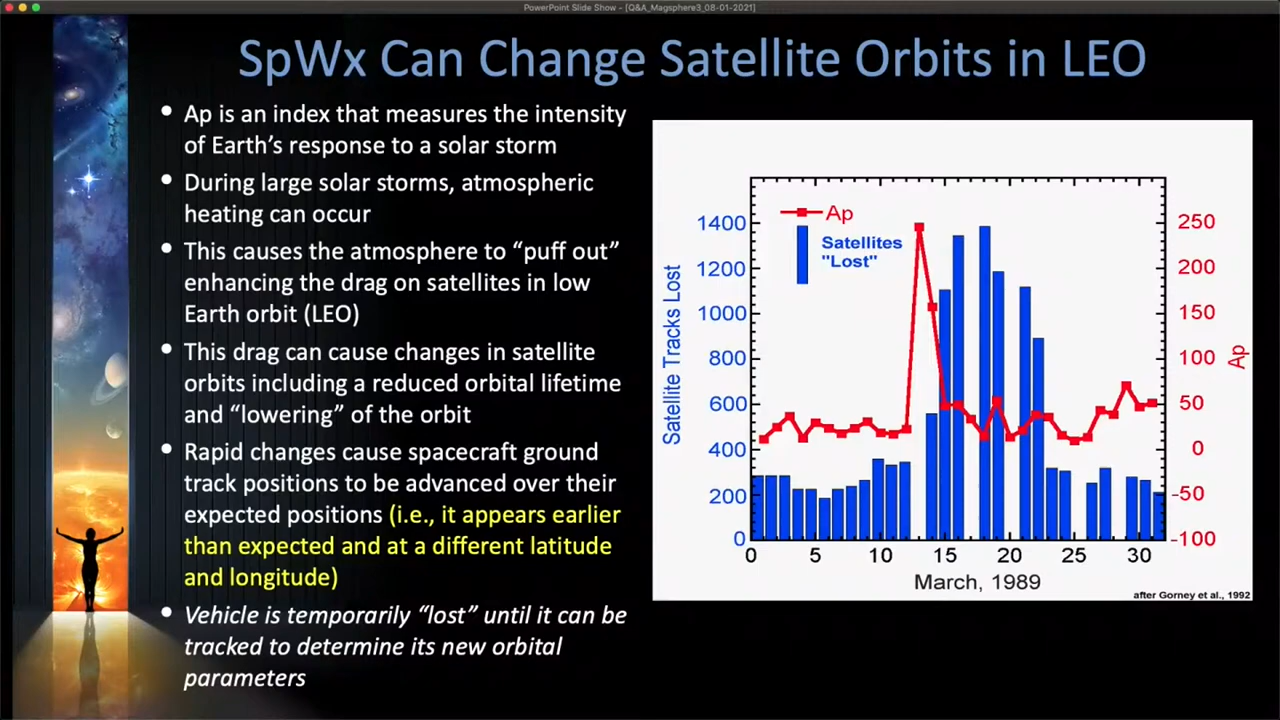 PowerPoint Slide Show - [Q&A_Magsphere3_08-01-2021]
SpWx Can Change Satellite Orbits in LEO
• Ap is an index that measures the intensity
of Earth’s response to a solar storm
• During large solar storms, atmospheric
heating can occur
• This causes the atmosphere to “puff out”
enhancing the drag on satellites in low
Earth orbit (LEO)
• This drag can cause changes in satellite
orbits including a reduced orbital lifetime
and “lowering” of the orbit
• Rapid changes cause spacecraft ground
track positions to be advanced over their
expected positions (i.e., it appears earlier
than expected and at a different latitude
and longitude)
• Vehicle is temporarily “lost” until it can be
tracked to determine its new orbital
parameters
Ap
Satellites
"Lost"
Satellite Tracks Lost
1400
1200
1000
800
600
400
200
0
250
200
150
100
50
0
-50
-100
Ap
0 5 10 15 20 25 30
March, 1989
after Gorney et al., 1992